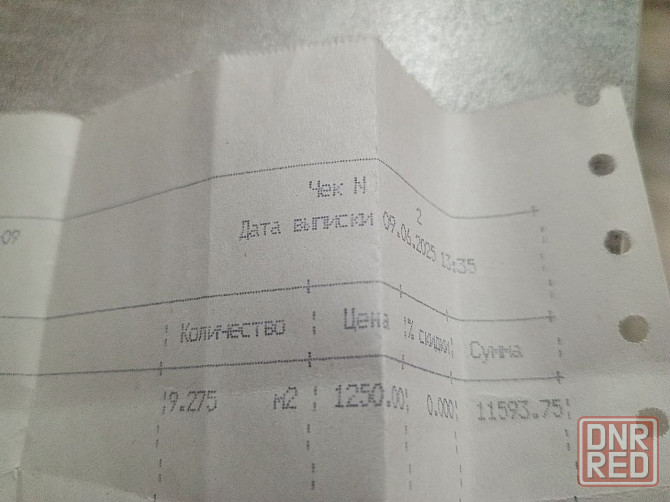 Чек N 2
-09 Дата выписки 09.06.2025 13:35
Количество Цена % скидки Сумма
9.275 м2 1250.00 0.000 11593.75
DNR
RED